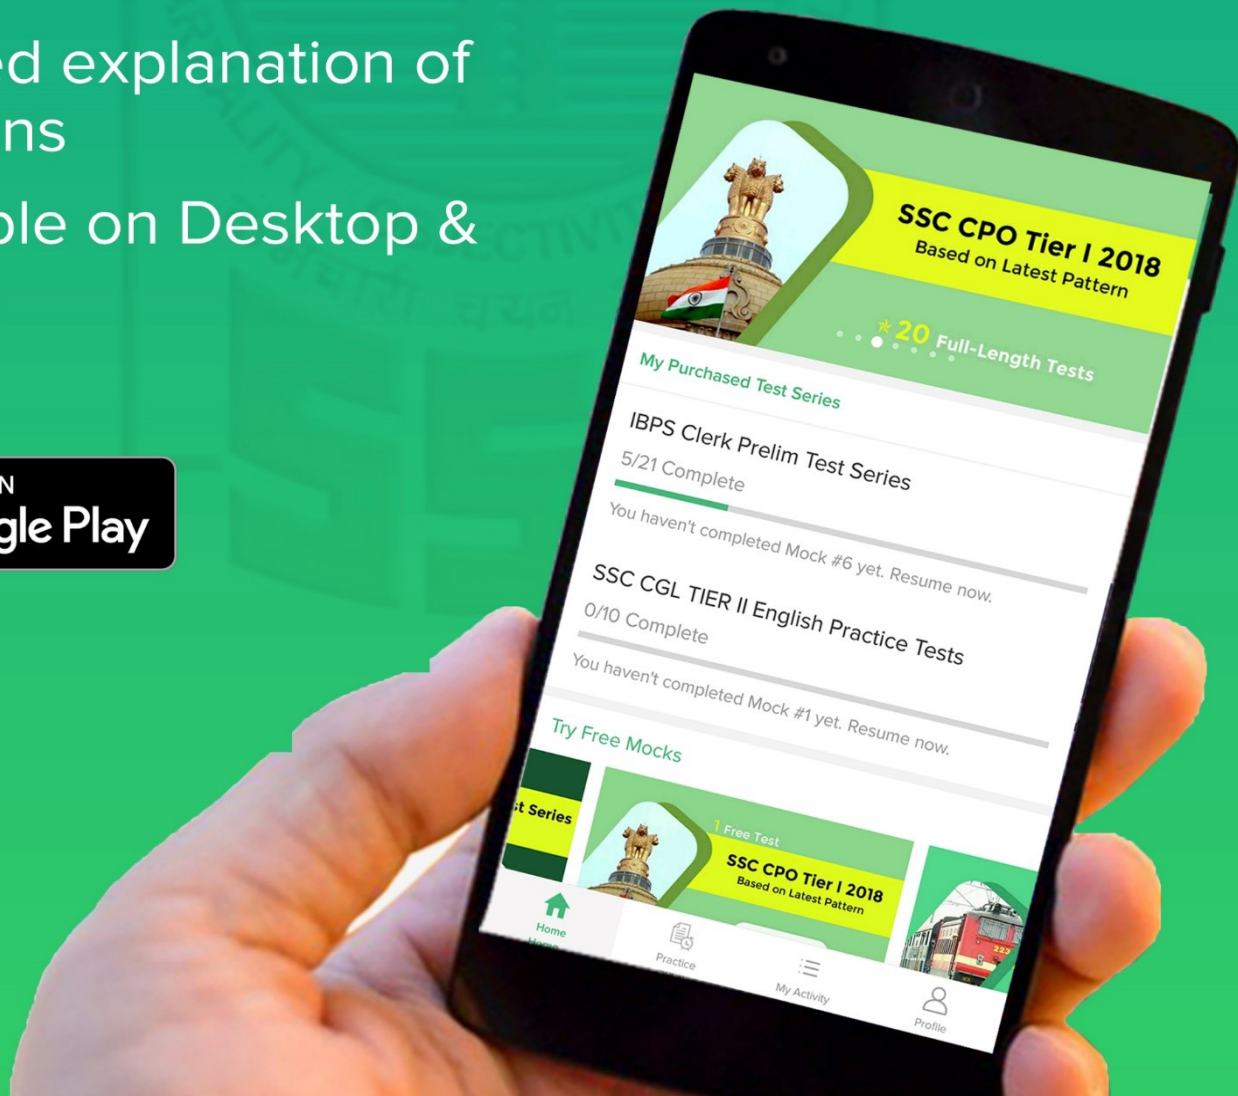 ed explanation of
ns
ble on Desktop &
N
gle Play
SSC CPO Tier I 2018
Based on Latest Pattern
20 Full-Length Tests
My Purchased Test Series
IBPS Clerk Prelim Test Series
5/21 Complete
You haven't completed Mock #6 yet. Resume now.
SSC CGL TIER II English Practice Tests
0/10 Complete
You haven't completed Mock #1 yet. Resume now.
Try Free Mocks
st Series
1 Free Test
SSC CPO Tier I 2018
Based on Latest Pattern
223
Home
Home
Practice
My Activity
Profile